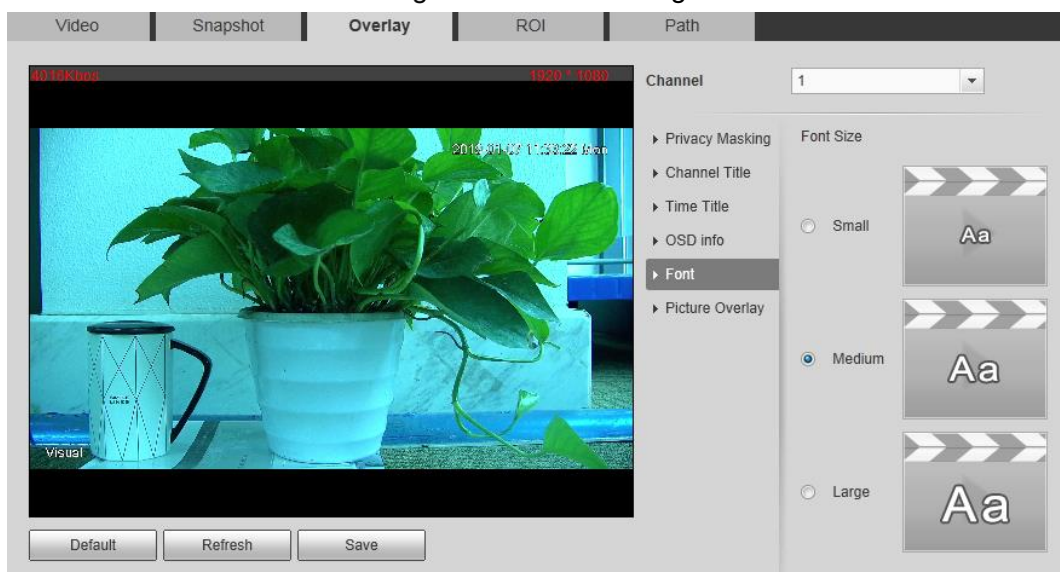 Video Snapshot Overlay ROI Path
4016Kbps 1920 * 1080
Channel 1
Privacy Masking
Channel Title
Time Title
OSD info
Font
Picture Overlay
Font Size
Small Aa
Medium Aa
Large Aa
Visual
Default Refresh Save